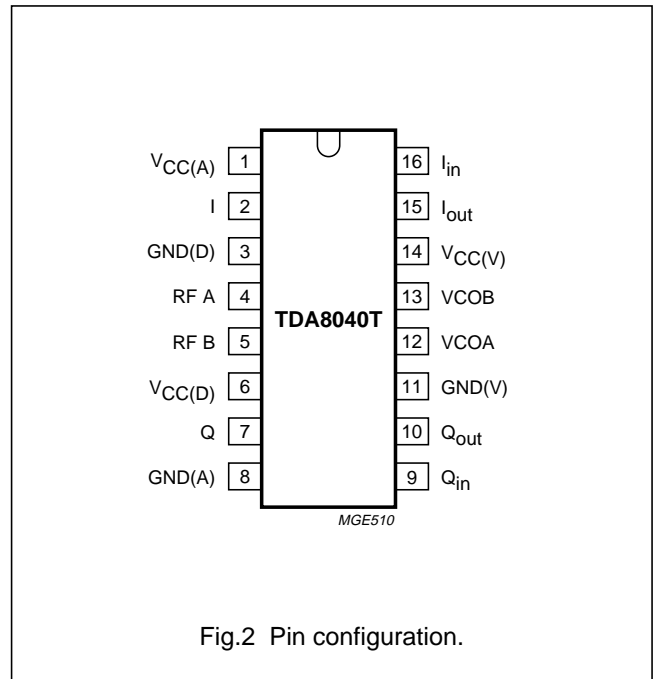 V_CC(A) 1
I 2
GND(D) 3
RF A 4
RF B 5
V_CC(D) 6
Q 7
GND(A) 8
TDA8040T
16 I_in
15 I_out
14 V_CC(V)
13 VCOB
12 VCOA
11 GND(V)
10 Q_out
9 Q_in
MGE510
Fig.2 Pin configuration.